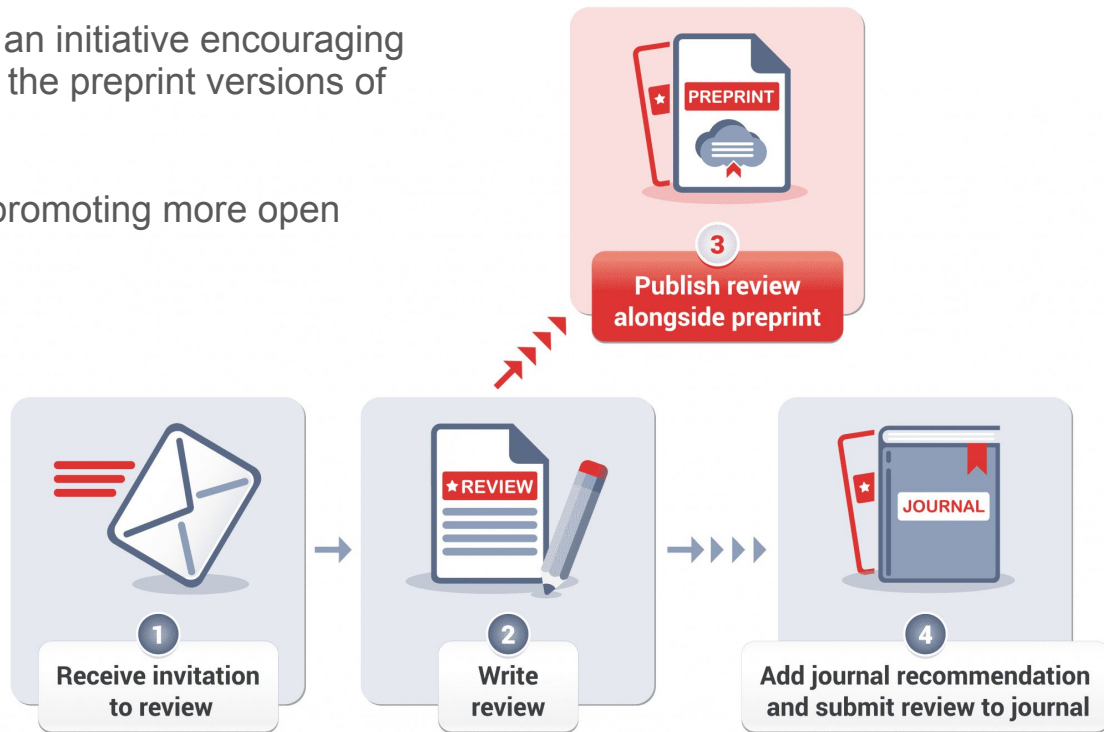 an initiative encouraging
the preprint versions of
promoting more open
PREPRINT
3
Publish review
alongside preprint
REVIEW
JOURNAL
1
Receive invitation
to review
2
Write
review
4
Add journal recommendation
and submit review to journal